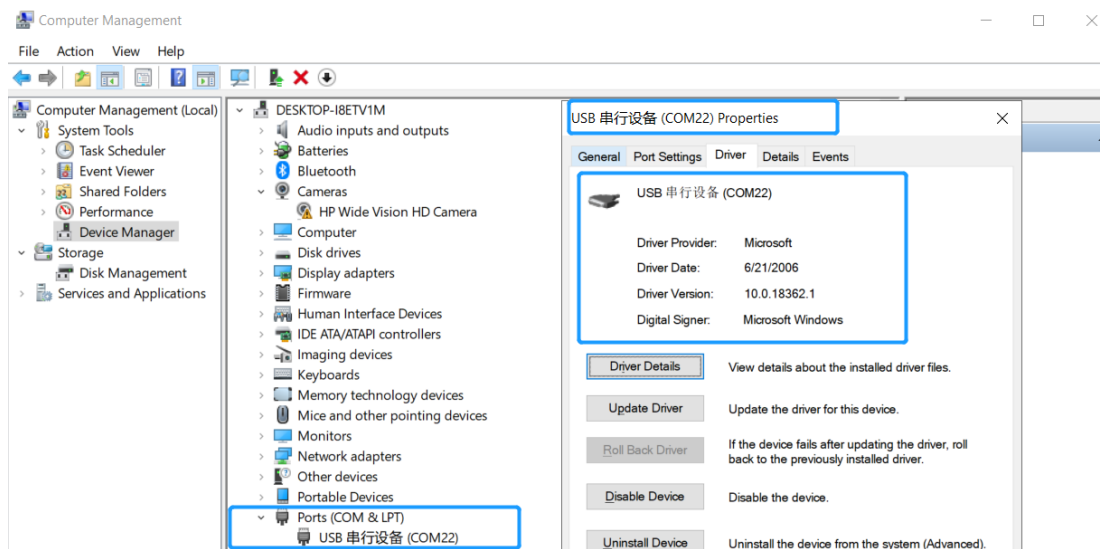 Computer Management
File Action View Help
Computer Management (Local)
System Tools
Task Scheduler
Event Viewer
Shared Folders
Performance
Device Manager
Storage
Disk Management
Services and Applications
DESKTOP-I8ETV1M
Audio inputs and outputs
Batteries
Bluetooth
Cameras
HP Wide Vision HD Camera
Computer
Disk drives
Display adapters
Firmware
Human Interface Devices
IDE ATA/ATAPI controllers
Imaging devices
Keyboards
Memory technology devices
Mice and other pointing devices
Monitors
Network adapters
Other devices
Portable Devices
Ports (COM & LPT)
USB 串行设备 (COM22)
USB 串行设备 (COM22) Properties
General Port Settings Driver Details Events
USB 串行设备 (COM22)
Driver Provider: Microsoft
Driver Date: 6/21/2006
Driver Version: 10.0.18362.1
Digital Signer: Microsoft Windows
Driver Details View details about the installed driver files.
Update Driver Update the driver for this device.
Roll Back Driver If the device fails after updating the driver, roll
back to the previously installed driver.
Disable Device Disable the device.
Uninstall Device Uninstall the device from the system (Advanced).